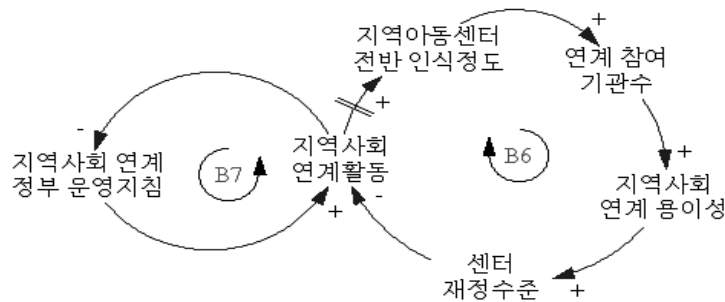 지역아동센터
전반 인식정도
+
연계 참여
기관수
+
-
지역사회 연계
정부 운영지침
B7
지역사회
연계활동
+
-
B6
+
지역사회
연계 용이성
센터
재정수준
+